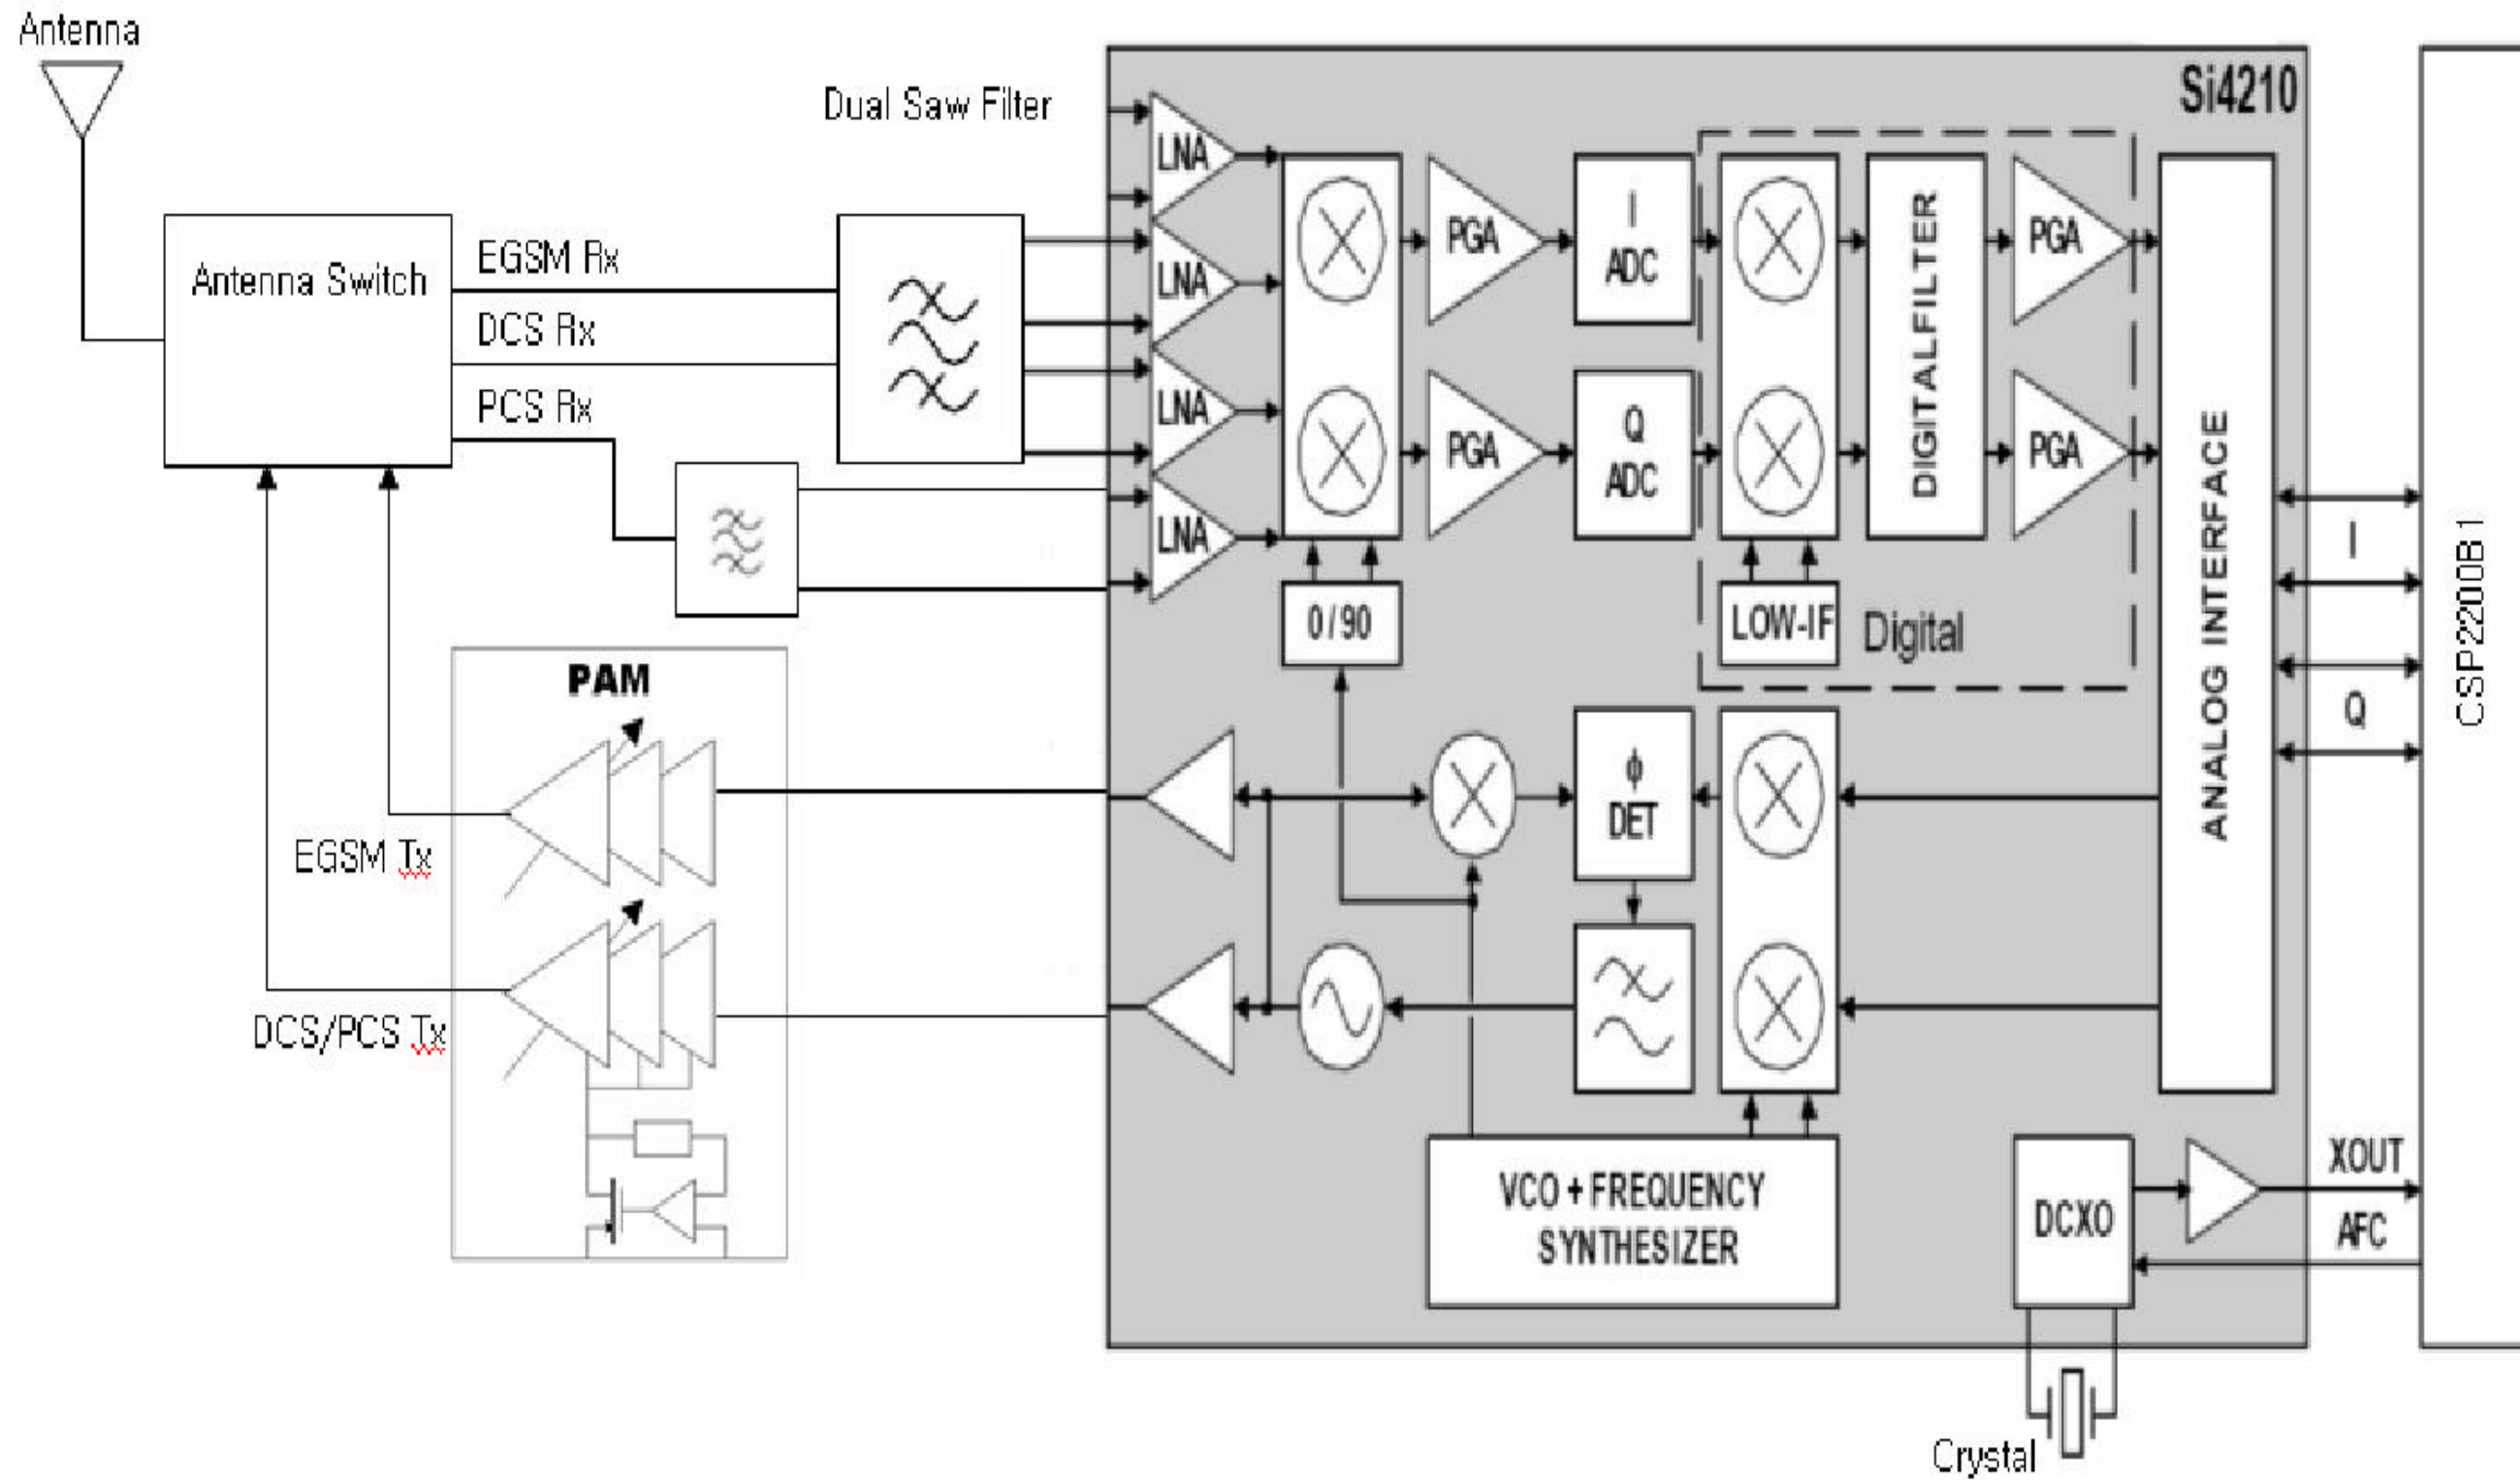 Antenna
Dual Saw Filter
Si4210
Antenna Switch
EGSM Rx
DCS Rx
PCS Rx
LNA
LNA
LNA
LNA
PGA
PGA
I
ADC
Q
ADC
DIGITALFILTER
PGA
PGA
0/90
LOW-IF
Digital
ANALOG INTERFACE
I
Q
CSP2200B1
PAM
EGSM Tx
DCS/PCS Tx
ϕ
DET
VCO + FREQUENCY
SYNTHESIZER
DCXO
XOUT
AFC
Crystal